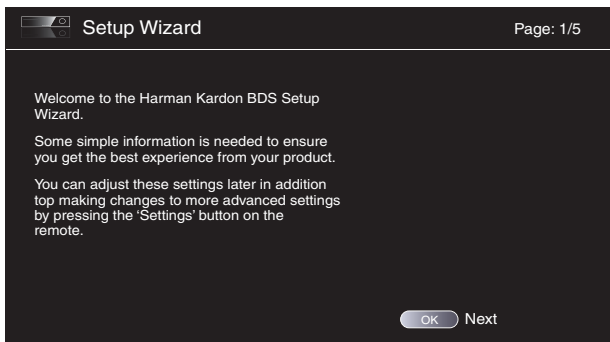 Setup Wizard
Page: 1/5
Welcome to the Harman Kardon BDS Setup
Wizard.
Some simple information is needed to ensure
you get the best experience from your product.
You can adjust these settings later in addition
top making changes to more advanced settings
by pressing the ‘Settings’ button on the
remote.
OK Next